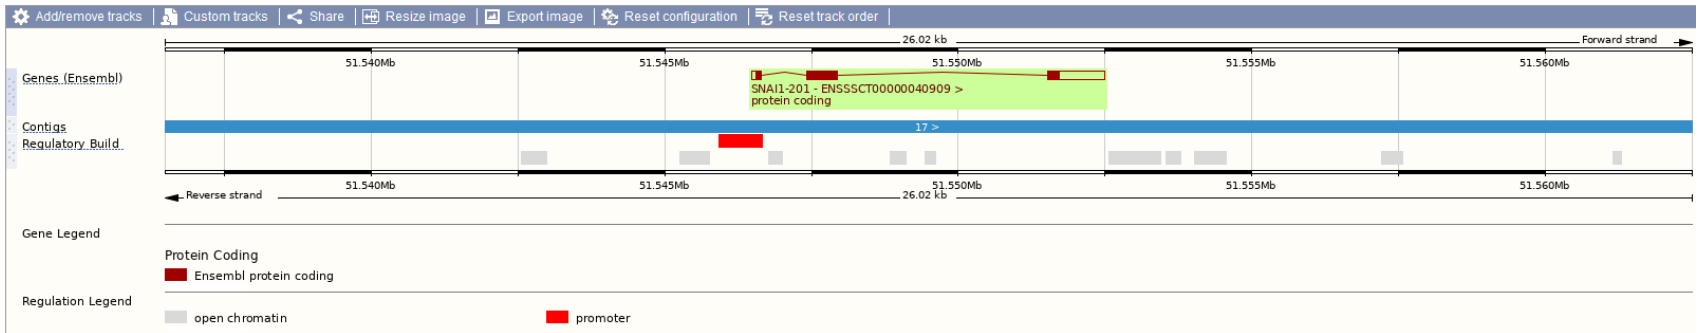 Add/remove tracks Custom tracks Share Resize image Export image Reset configuration Reset track order
26.02 kb Forward strand
51.540Mb 51.545Mb 51.550Mb 51.555Mb 51.560Mb
Genes (Ensembl)
SNAI1-201 - ENSSSCT00000040909 >
protein coding
Contigs 17 >
Regulatory Build
51.540Mb 51.545Mb 51.550Mb 51.555Mb 51.560Mb
Reverse strand 26.02 kb
Gene Legend
Protein Coding
Ensembl protein coding
Regulation Legend
open chromatin promoter